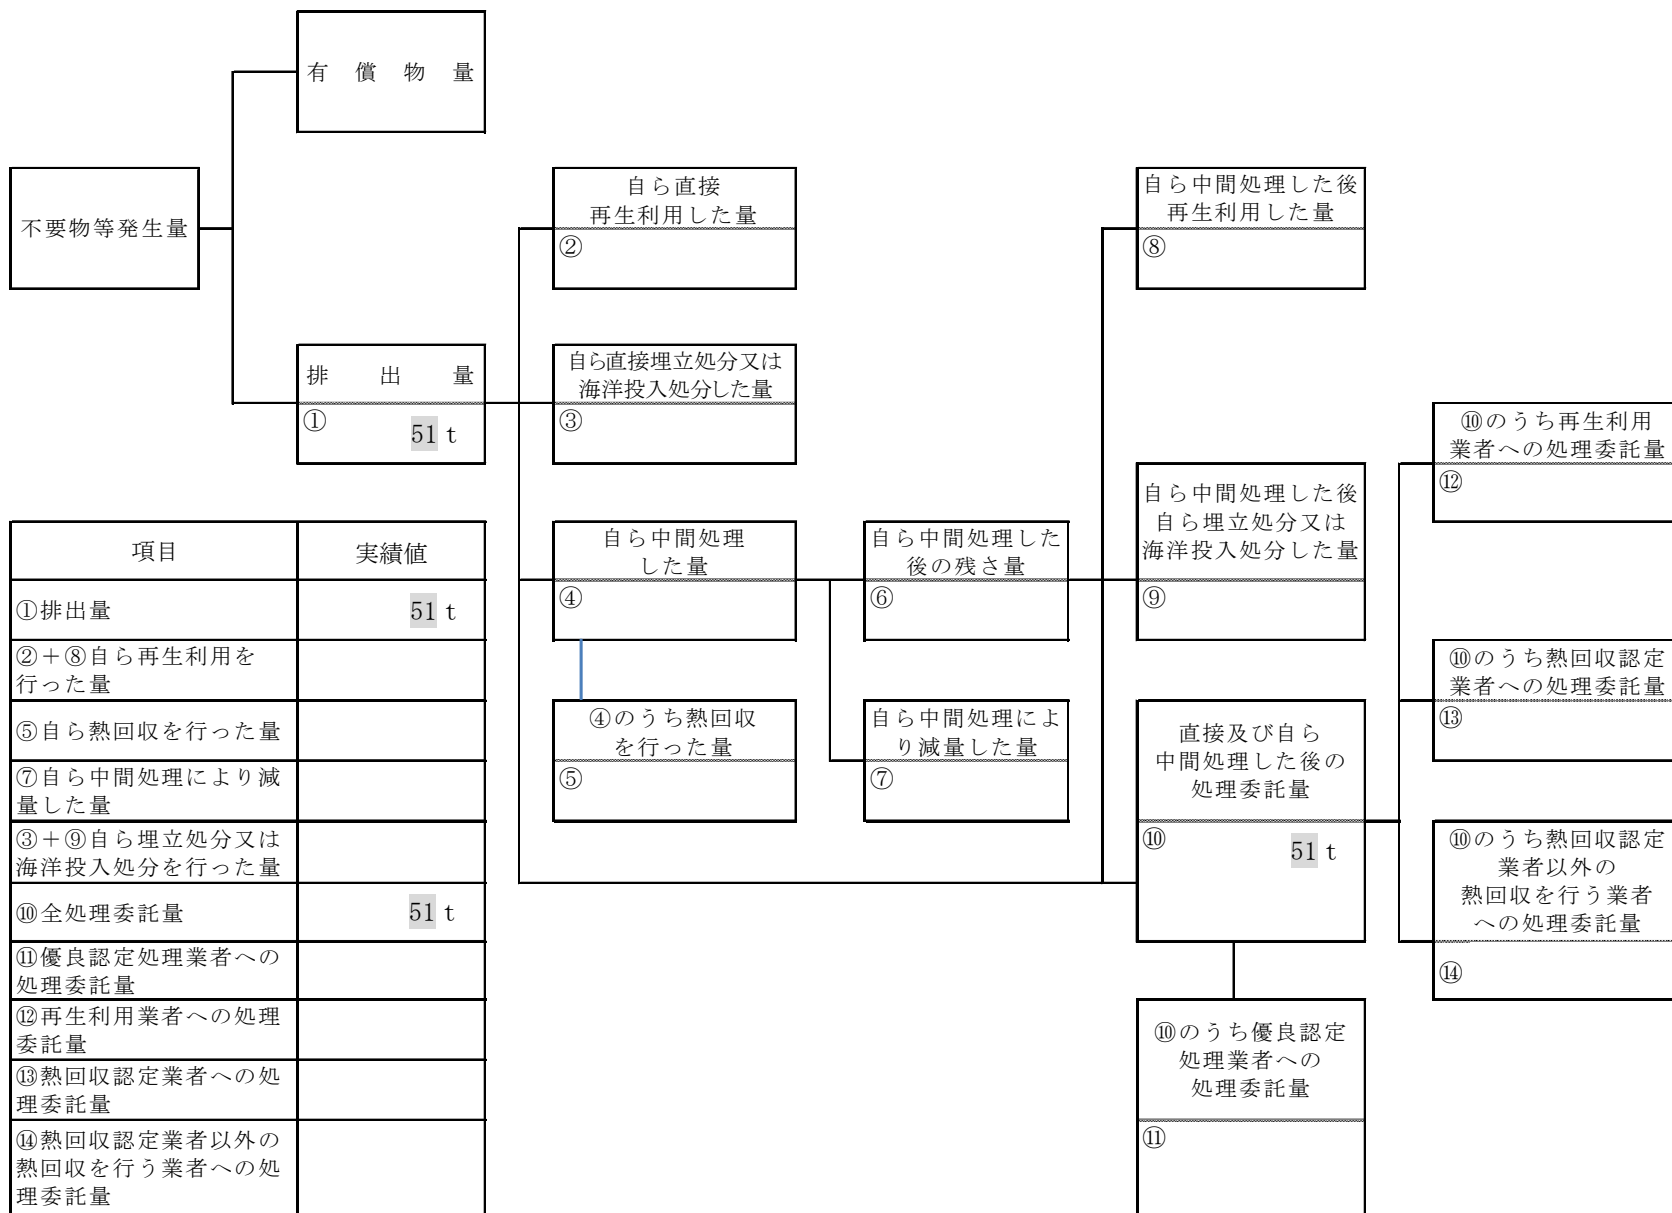 有償物量
不要物等発生量
排出量
① 51 t
自ら直接
再生利用した量
②
自ら直接埋立処分又は
海洋投入処分した量
③
自ら中間処理
した量
④
④のうち熱回収
を行った量
⑤
自ら中間処理した
後の残さ量
⑥
自ら中間処理によ
り減量した量
⑦
自ら中間処理した後
再生利用した量
⑧
自ら中間処理した後
自ら埋立処分又は
海洋投入処分した量
⑨
直接及び自ら
中間処理した後の
処理委託量
⑩ 51 t
⑩のうち優良認定
処理業者への
処理委託量
⑪
⑩のうち再生利用
業者への処理委託量
⑫
⑩のうち熱回収認定
業者への処理委託量
⑬
⑩のうち熱回収認定
業者以外の
熱回収を行う業者
への処理委託量
⑭
項目 実績値
①排出量 51 t
②＋⑧自ら再生利用を
行った量
⑤自ら熱回収を行った量
⑦自ら中間処理により減
量した量
③＋⑨自ら埋立処分又は
海洋投入処分を行った量
⑩全処理委託量 51 t
⑪優良認定処理業者への
処理委託量
⑫再生利用業者への処理
委託量
⑬熱回収認定業者への処
理委託量
⑭熱回収認定業者以外の
熱回収を行う業者への処
理委託量